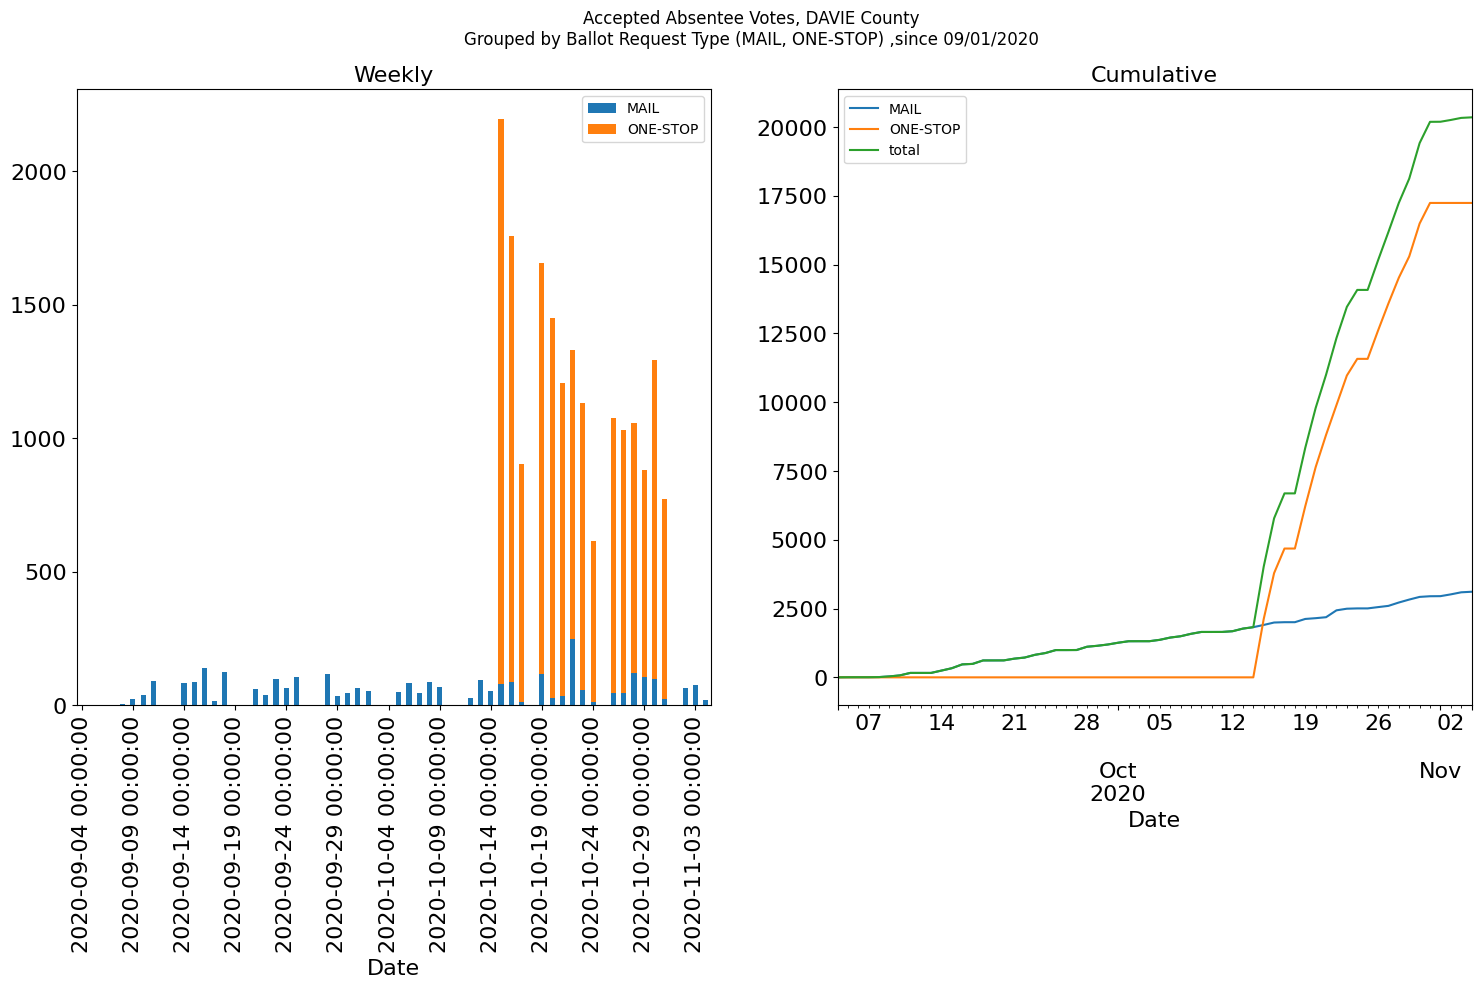 Accepted Absentee Votes, DAVIE County
Grouped by Ballot Request Type (MAIL, ONE-STOP) ,since 09/01/2020
Weekly
MAIL
ONE-STOP
2000
1500
1000
500
0
2020-09-04 00:00:00
2020-09-09 00:00:00
2020-09-14 00:00:00
2020-09-19 00:00:00
2020-09-24 00:00:00
2020-09-29 00:00:00
2020-10-04 00:00:00
2020-10-09 00:00:00
2020-10-14 00:00:00
2020-10-19 00:00:00
2020-10-24 00:00:00
2020-10-29 00:00:00
2020-11-03 00:00:00
Date
Cumulative
MAIL
ONE-STOP
total
20000
17500
15000
12500
10000
7500
5000
2500
0
07 14 21 28 05 12 19 26 02
Oct Nov
2020
Date